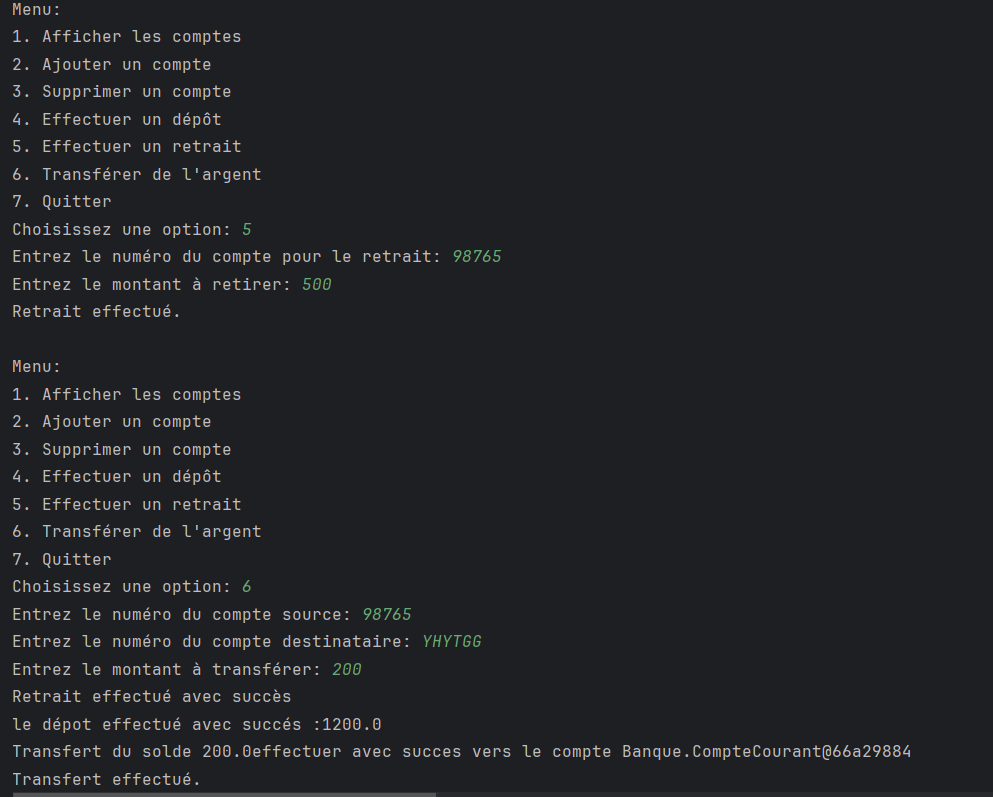 Menu:
1. Afficher les comptes
2. Ajouter un compte
3. Supprimer un compte
4. Effectuer un dépôt
5. Effectuer un retrait
6. Transférer de l'argent
7. Quitter
Choisissez une option: 5
Entrez le numéro du compte pour le retrait: 98765
Entrez le montant à retirer: 500
Retrait effectué.
Menu:
1. Afficher les comptes
2. Ajouter un compte
3. Supprimer un compte
4. Effectuer un dépôt
5. Effectuer un retrait
6. Transférer de l'argent
7. Quitter
Choisissez une option: 6
Entrez le numéro du compte source: 98765
Entrez le numéro du compte destinataire: YHYTGG
Entrez le montant à transférer: 200
Retrait effectué avec succès
le dépot effectué avec succés :1200.0
Transfert du solde 200.0effectuer avec succes vers le compte Banque.CompteCourant@66a29884
Transfert effectué.